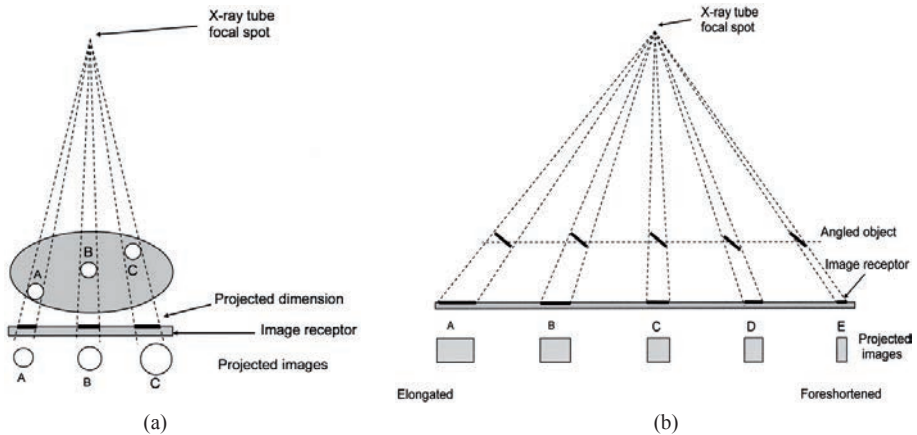 X-ray tube
focal spot
A
B
C
Projected dimension
Image receptor
Projected images
A
B
C
(a)
X-ray tube
focal spot
Angled object
Image receptor
A
B
C
D
E
Projected
images
Elongated
Foreshortened
(b)